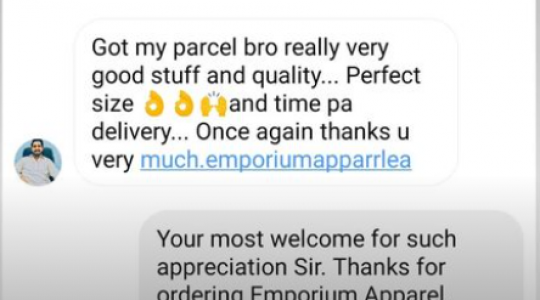 Got my parcel bro really very
good stuff and quality... Perfect
size 👌👌🙌and time pa
delivery... Once again thanks u
very much.emporiumapparrlea
Your most welcome for such
appreciation Sir. Thanks for
ordering Emporium Apparel